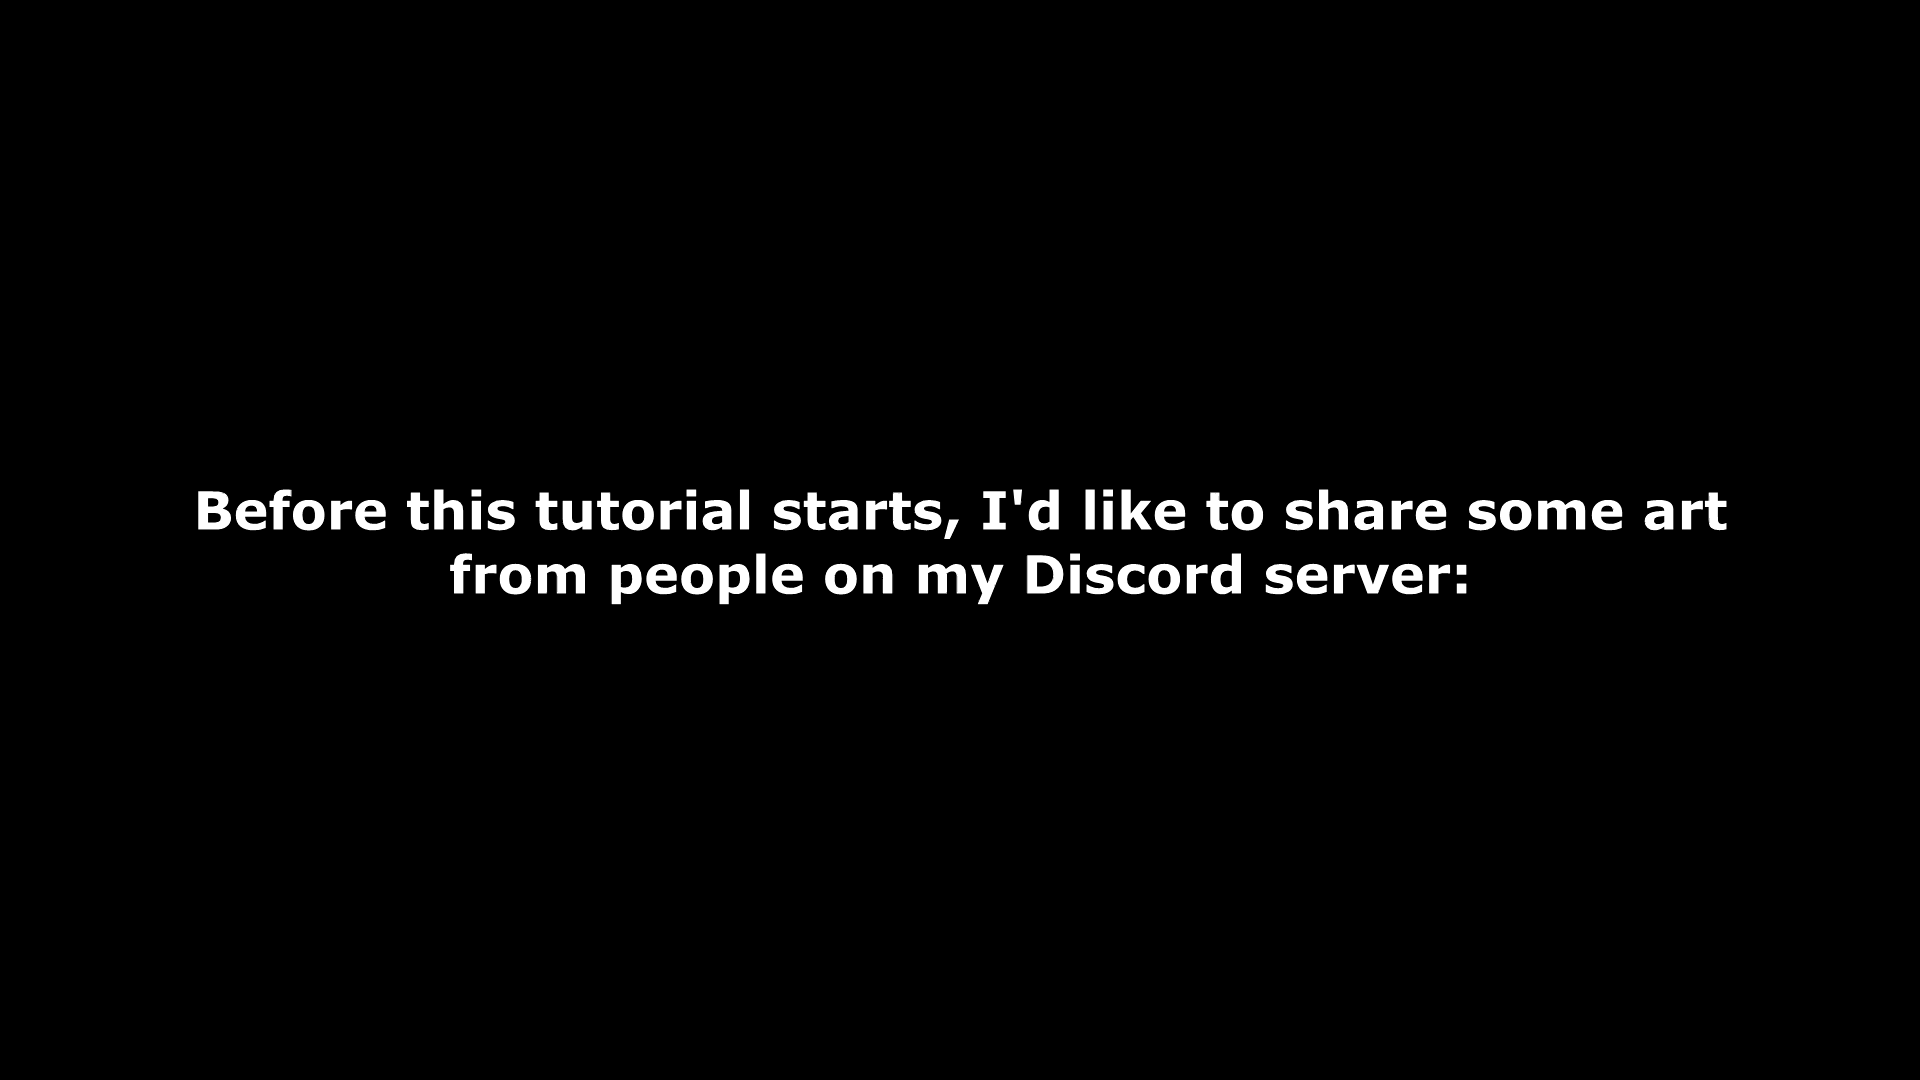 Before this tutorial starts, I'd like to share some art
from people on my Discord server: